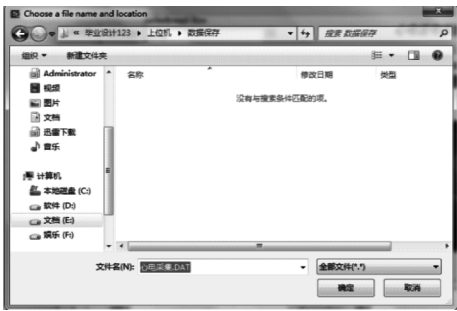 Choose a file name and location
« 毕业设计123 ▸ 上位机 ▸ 数据保存
搜索 数据保存
组织 新建文件夹
Administrator
视频
图片
文档
迅雷下载
音乐
计算机
本地磁盘 (C:)
软件 (D:)
文档 (E:)
娱乐 (F:)
名称 修改日期 类型
没有与搜索条件匹配的项。
文件名(N): 心电采集.DAT
全部文件(*.*)
确定 取消